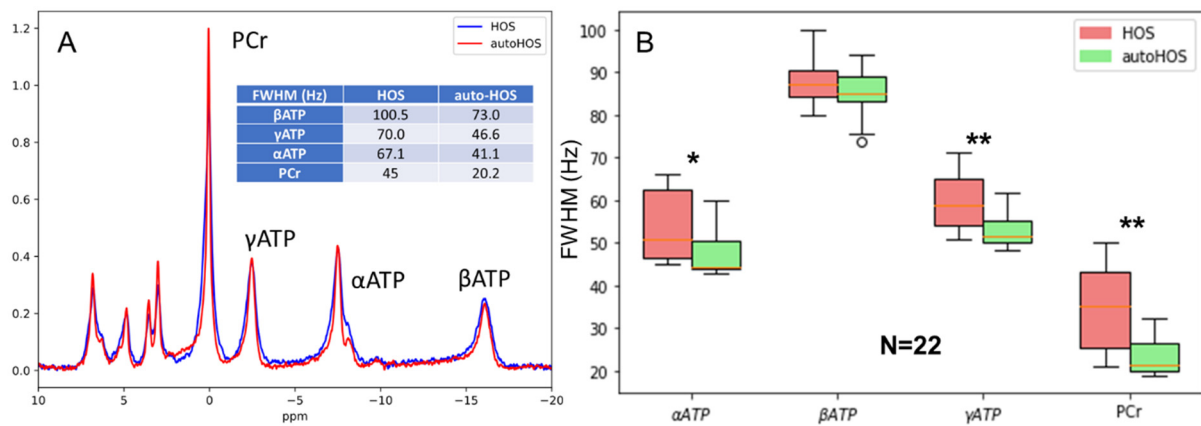 A
PCr
HOS
autoHOS
FWHM (Hz) HOS auto-HOS
βATP 100.5 73.0
γATP 70.0 46.6
αATP 67.1 41.1
PCr 45 20.2
γATP
αATP
βATP
1.2
1.0
0.8
0.6
0.4
0.2
0.0
10 5 0 −5 −10 −15 −20
ppm
B
HOS
autoHOS
FWHM (Hz)
100
90
80
70
60
50
40
30
20
*
**
**
N=22
αATP βATP γATP PCr